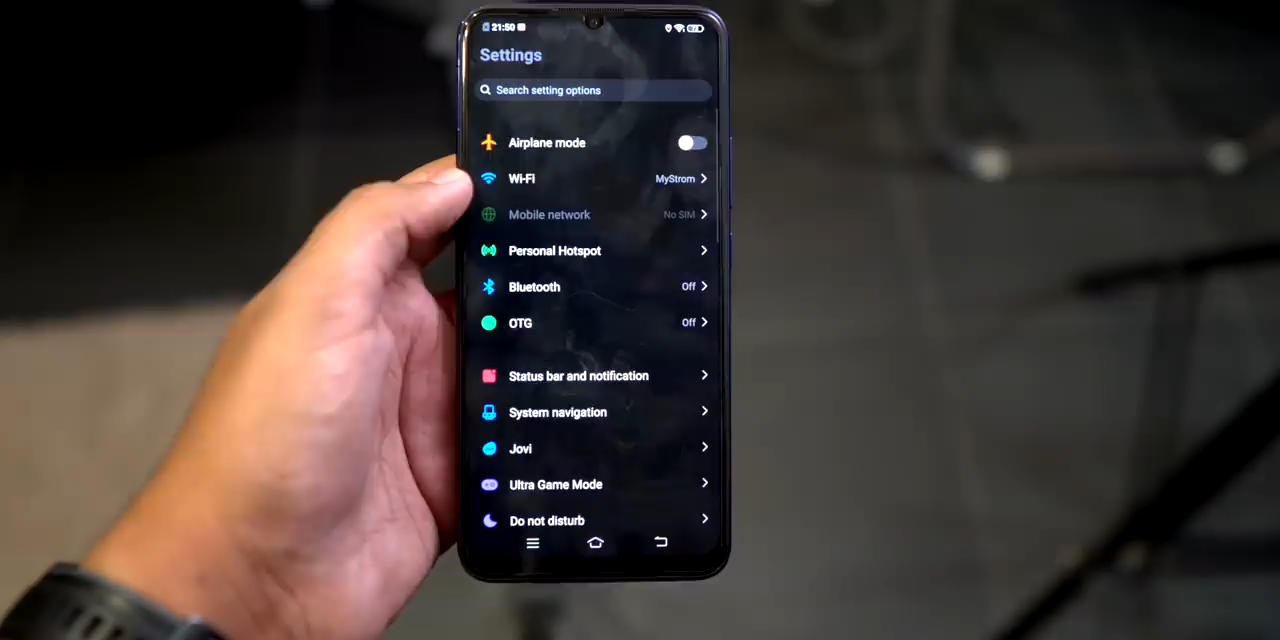 21:50
Settings
Search setting options
Airplane mode
Wi-Fi MyStrom
Mobile network No SIM
Personal Hotspot
Bluetooth Off
OTG Off
Status bar and notification
System navigation
Jovi
Ultra Game Mode
Do not disturb